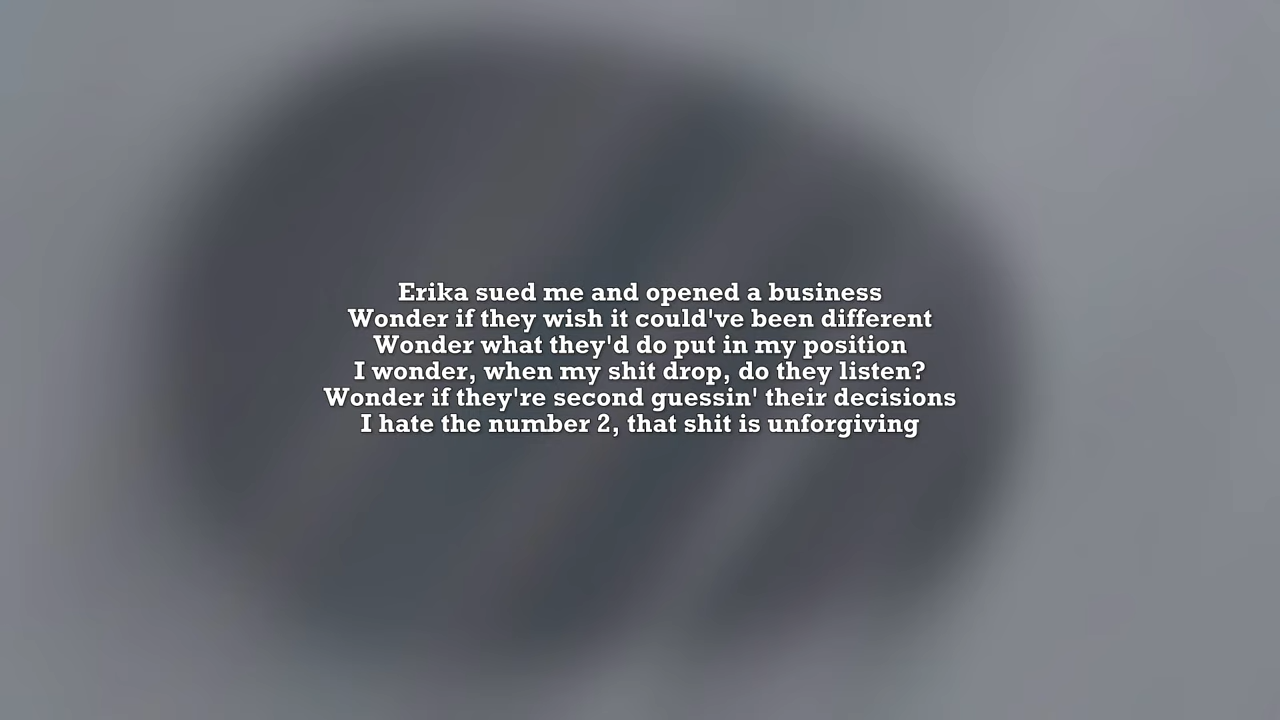 Erika sued me and opened a business
Wonder if they wish it could've been different
Wonder what they'd do put in my position
I wonder, when my shit drop, do they listen?
Wonder if they're second guessin' their decisions
I hate the number 2, that shit is unforgiving